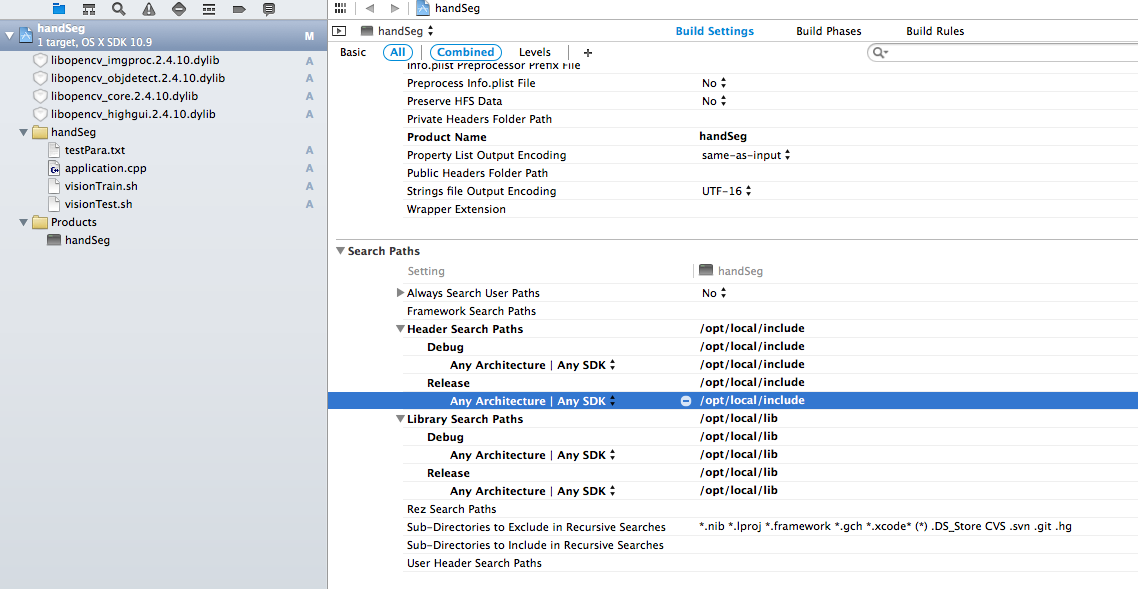 handSeg
1 target, OS X SDK 10.9
M
libopencv_imgproc.2.4.10.dylib A
libopencv_objdetect.2.4.10.dylib A
libopencv_core.2.4.10.dylib A
libopencv_highgui.2.4.10.dylib A
handSeg
testPara.txt A
application.cpp A
visionTrain.sh A
visionTest.sh A
Products
handSeg
handSeg
handSeg Build Settings Build Phases Build Rules
Basic All Combined Levels +
Info.plist Preprocessor Prefix File
Preprocess Info.plist File No
Preserve HFS Data No
Private Headers Folder Path
Product Name handSeg
Property List Output Encoding same-as-input
Public Headers Folder Path
Strings file Output Encoding UTF-16
Wrapper Extension
Search Paths
Setting handSeg
Always Search User Paths No
Framework Search Paths
Header Search Paths /opt/local/include
Debug /opt/local/include
Any Architecture | Any SDK /opt/local/include
Release /opt/local/include
Any Architecture | Any SDK /opt/local/include
Library Search Paths /opt/local/lib
Debug /opt/local/lib
Any Architecture | Any SDK /opt/local/lib
Release /opt/local/lib
Any Architecture | Any SDK /opt/local/lib
Rez Search Paths
Sub-Directories to Exclude in Recursive Searches *.nib *.lproj *.framework *.gch *.xcode* (*) .DS_Store CVS .svn .git .hg
Sub-Directories to Include in Recursive Searches
User Header Search Paths